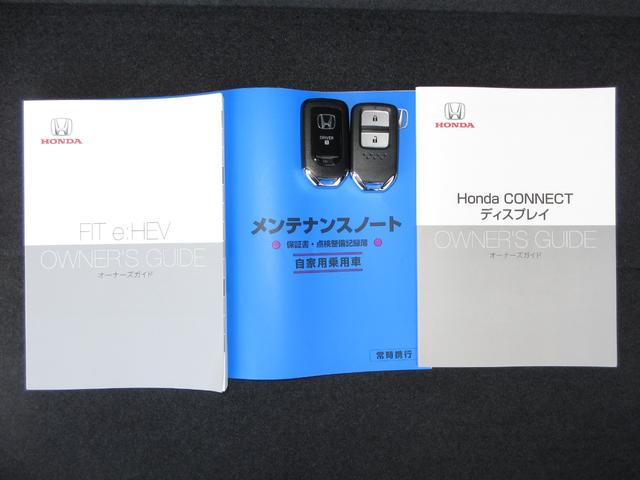 HONDA
FIT e:HEV
OWNER'S GUIDE
オーナーズガイド
DRIVER
1
メンテナンスノート
保証書・点検整備記録簿
自家用乗用車
常時携行
HONDA
Honda CONNECT
ディスプレイ
OWNER'S GUIDE
オーナーズガイド